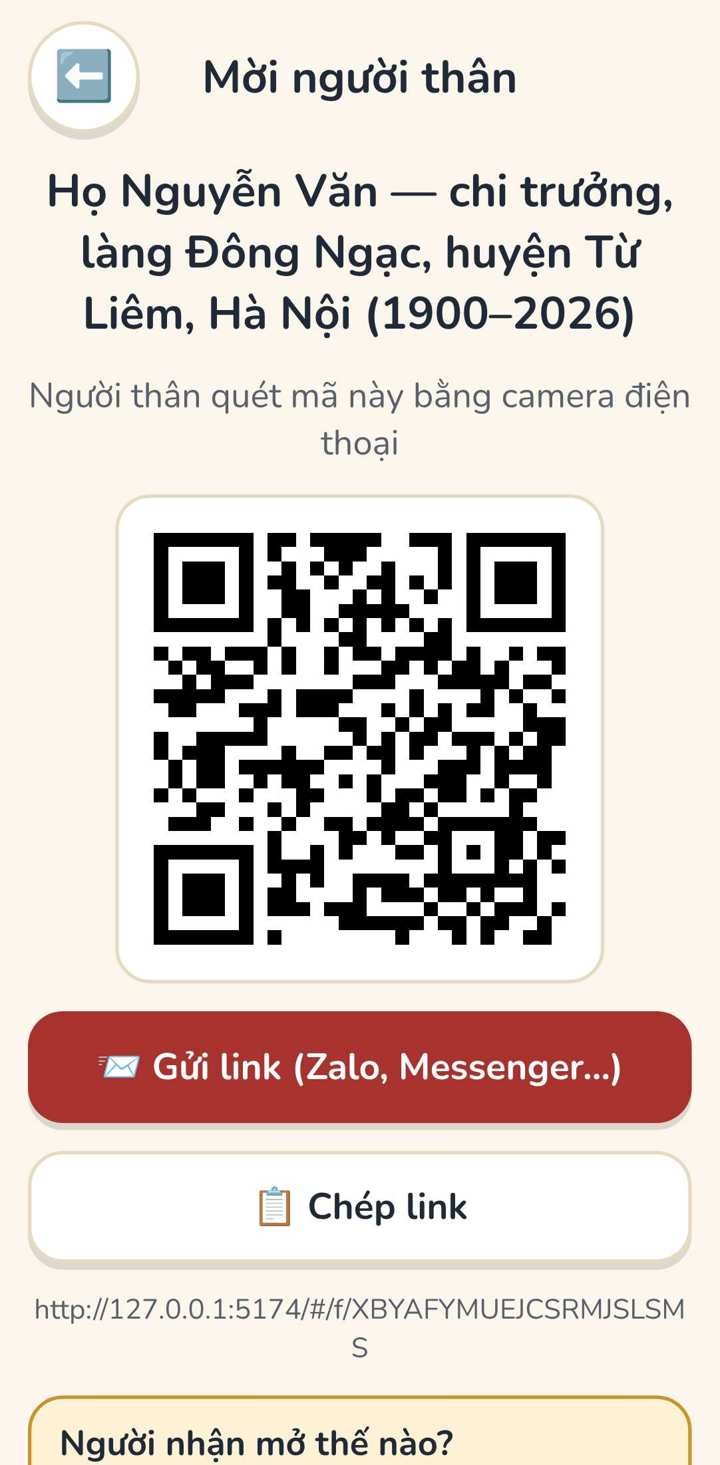 Mời người thân
Họ Nguyễn Văn — chi trưởng,
làng Đông Ngạc, huyện Từ
Liêm, Hà Nội (1900–2026)
Người thân quét mã này bằng camera điện
thoại
Gửi link (Zalo, Messenger...)
Chép link
http://127.0.0.1:5174/#/f/XBYAFYMUEJCSRMJSLSM
S
Người nhận mở thế nào?